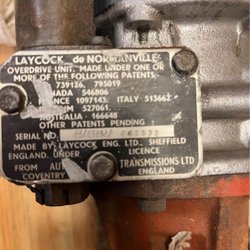 LAYCOCK de NORMANVILLE
OVERDRIVE UNIT. MADE UNDER ONE OR
MORE OF THE FOLLOWING PATENTS.
739126, 795019
CANADA 546806
FRANCE 1097143: ITALY 513662
527061.
AUSTRALIA - 166648
OTHER PATENTS PENDING
SERIAL NO.
MADE BY LAYCOCK ENG. LTD., SHEFFIELD
ENGLAND. UNDER LICENCE
FROM AUTO TRANSMISSIONS LTD
COVENTRY ENGLAND